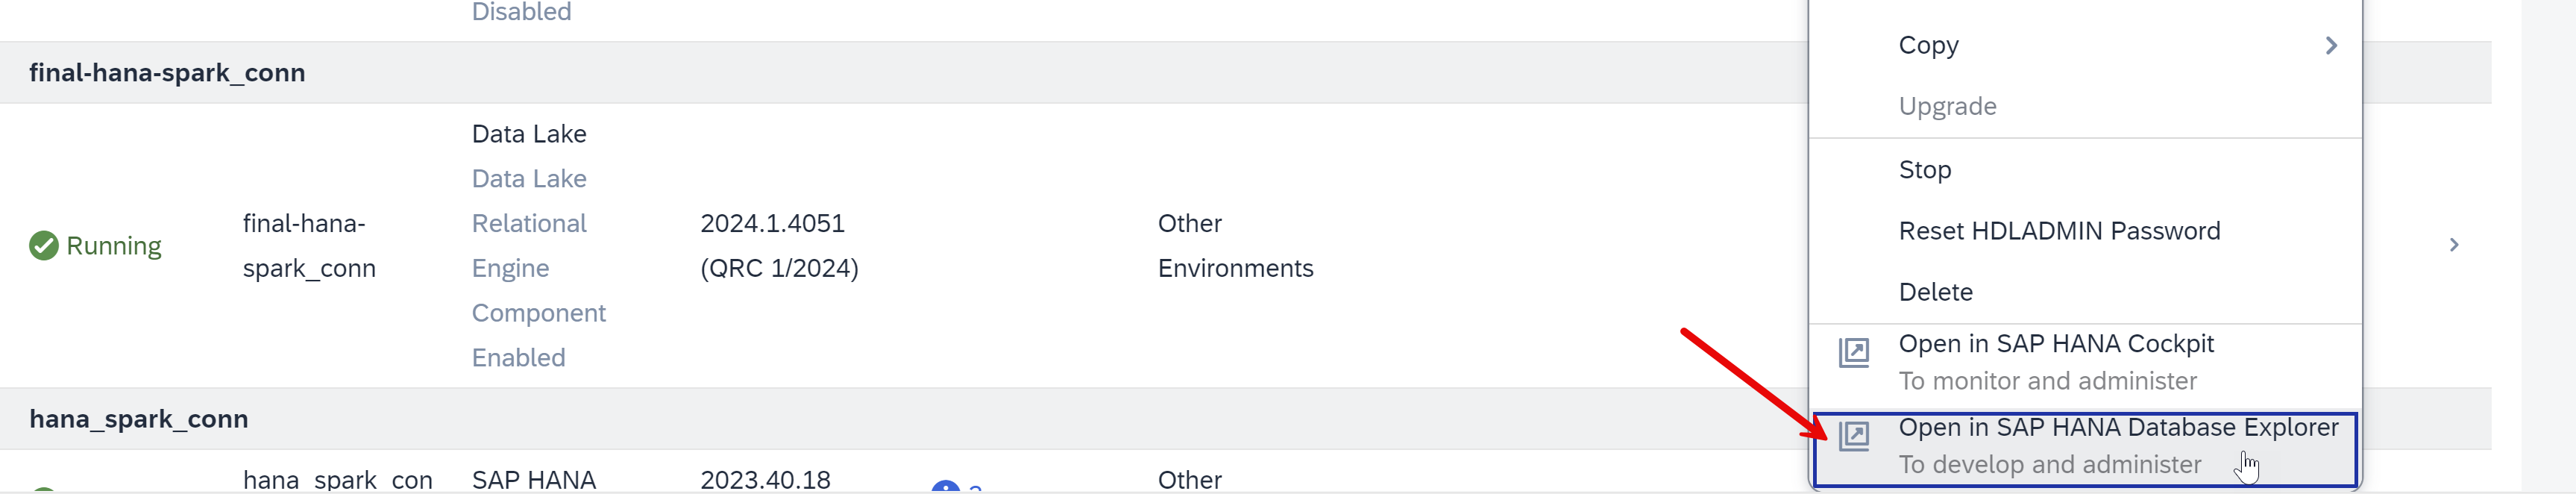 Disabled
final-hana-spark_conn
Running
final-hana-
spark_conn
Data Lake
Data Lake
Relational
Engine
Component
Enabled
2024.1.4051
(QRC 1/2024)
Other
Environments
hana_spark_conn
hana_spark_con
SAP HANA
2023.40.18
Other
Copy
Upgrade
Stop
Reset HDLADMIN Password
Delete
Open in SAP HANA Cockpit
To monitor and administer
Open in SAP HANA Database Explorer
To develop and administer